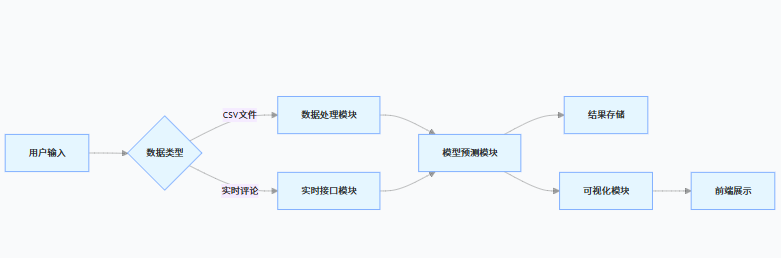 用户输入
数据类型
CSV文件
实时评论
数据处理模块
实时接口模块
模型预测模块
结果存储
可视化模块
前端展示